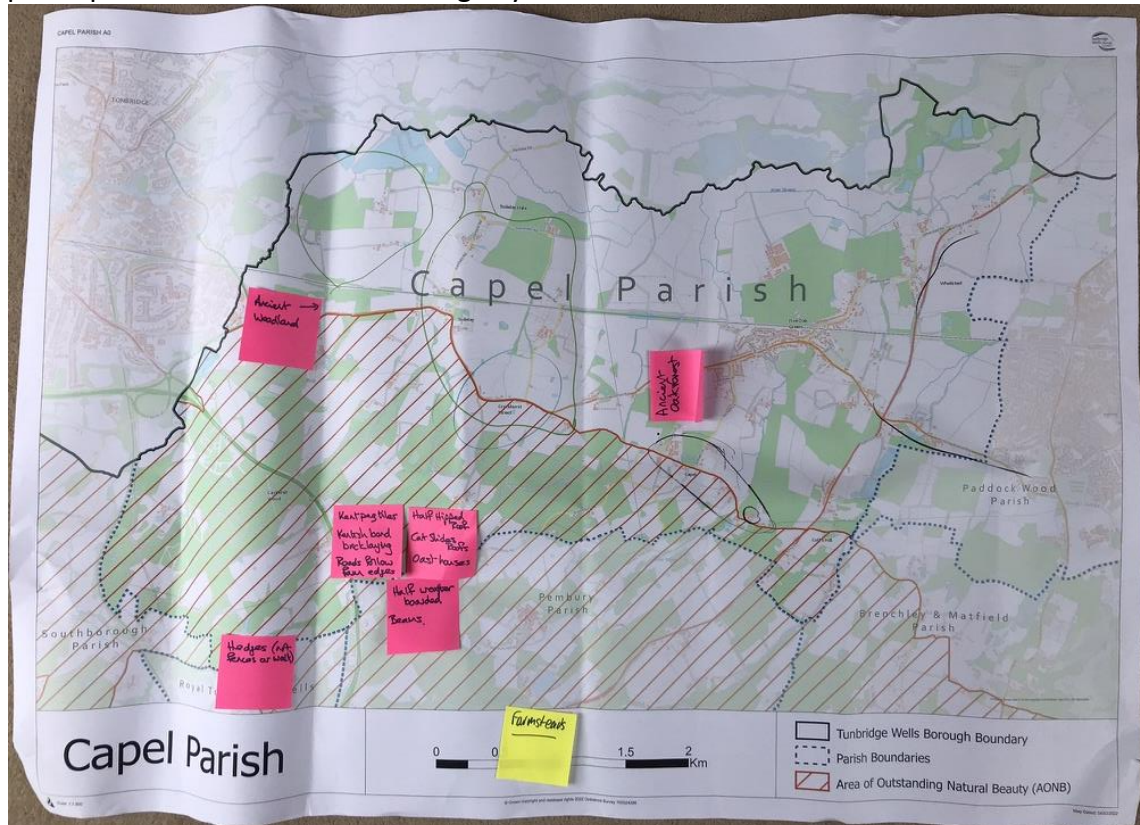 CAPEL PARISH A0
TONBRIDGE
Capel Parish
Ancient →
Woodland
Ancient
Oak Forest
Kent peg tiles
Kentish bond
bricklaying
Roads follow
farm edges
Half Hipped
Roof
Cat Slides
Roofs
Oast-houses
Half weather
boarded
Beams.
Hedges (not
fences or walls)
Paddock Wood
Parish
Pembury
Parish
Brenchley & Matfield
Parish
Southborough
Parish
Farmsteads
Capel Parish
0
1.5
2
Km
Tunbridge Wells Borough Boundary
Parish Boundaries
Area of Outstanding Natural Beauty (AONB)